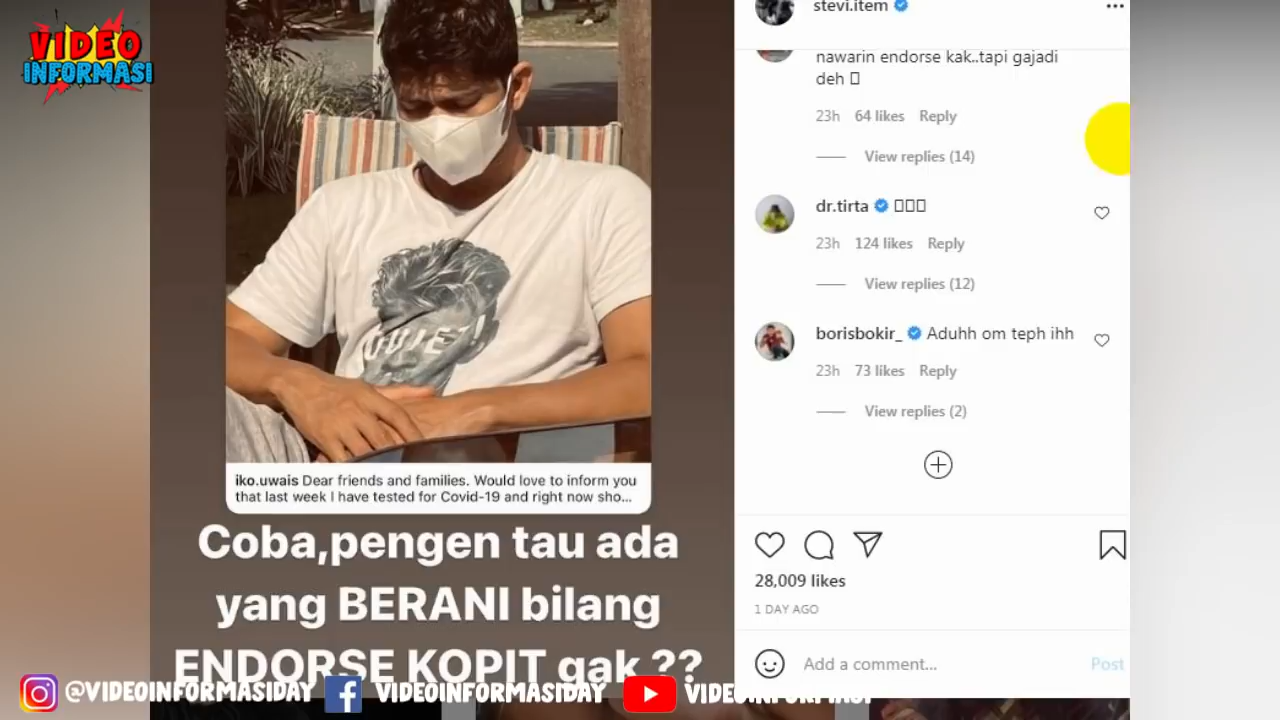 VIDEO
INFORMASI
stevi.item
nawarin endorse kak..tapi gajadi
deh
23h 64 likes Reply
View replies (14)
dr.tirta
23h 124 likes Reply
View replies (12)
borisbokir_ Aduhh om teph ihh
23h 73 likes Reply
View replies (2)
QUIET!
iko.uwais Dear friends and families. Would love to inform you
that last week I have tested for Covid-19 and right now sho...
Coba,pengen tau ada
yang BERANI bilang
ENDORSE KOPIT gak ??
28,009 likes
1 DAY AGO
Add a comment... Post
@VIDEOINFORMASIDAY VIDEOINFORMASIDAY VIDEOINFORMASI